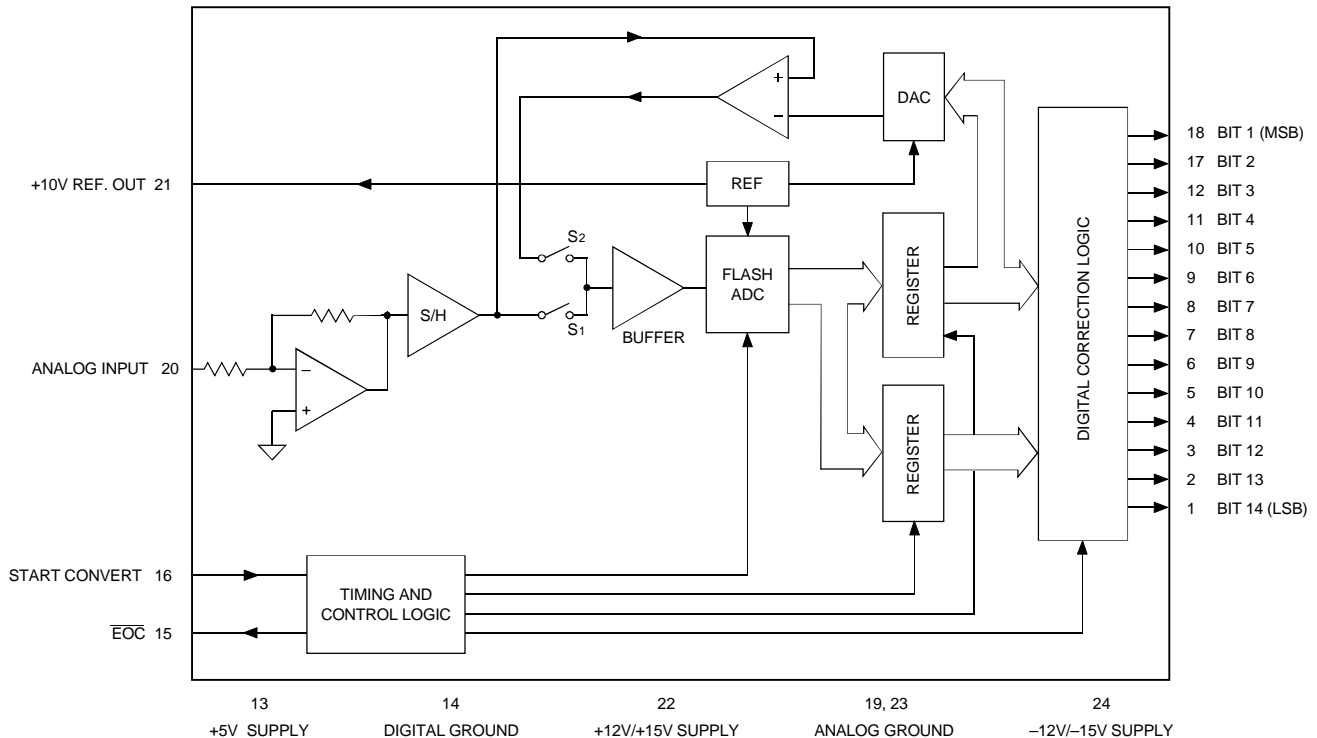 +
–
DAC
18 BIT 1 (MSB)
17 BIT 2
12 BIT 3
11 BIT 4
10 BIT 5
9 BIT 6
8 BIT 7
7 BIT 8
6 BIT 9
5 BIT 10
4 BIT 11
3 BIT 12
2 BIT 13
1 BIT 14 (LSB)
+10V REF. OUT 21
REF
S2
S1
BUFFER
FLASH
ADC
REGISTER
REGISTER
DIGITAL CORRECTION LOGIC
S/H
ANALOG INPUT 20
–
+
START CONVERT 16
EOC 15
TIMING AND
CONTROL LOGIC
13
+5V SUPPLY
14
DIGITAL GROUND
22
+12V/+15V SUPPLY
19, 23
ANALOG GROUND
24
–12V/–15V SUPPLY